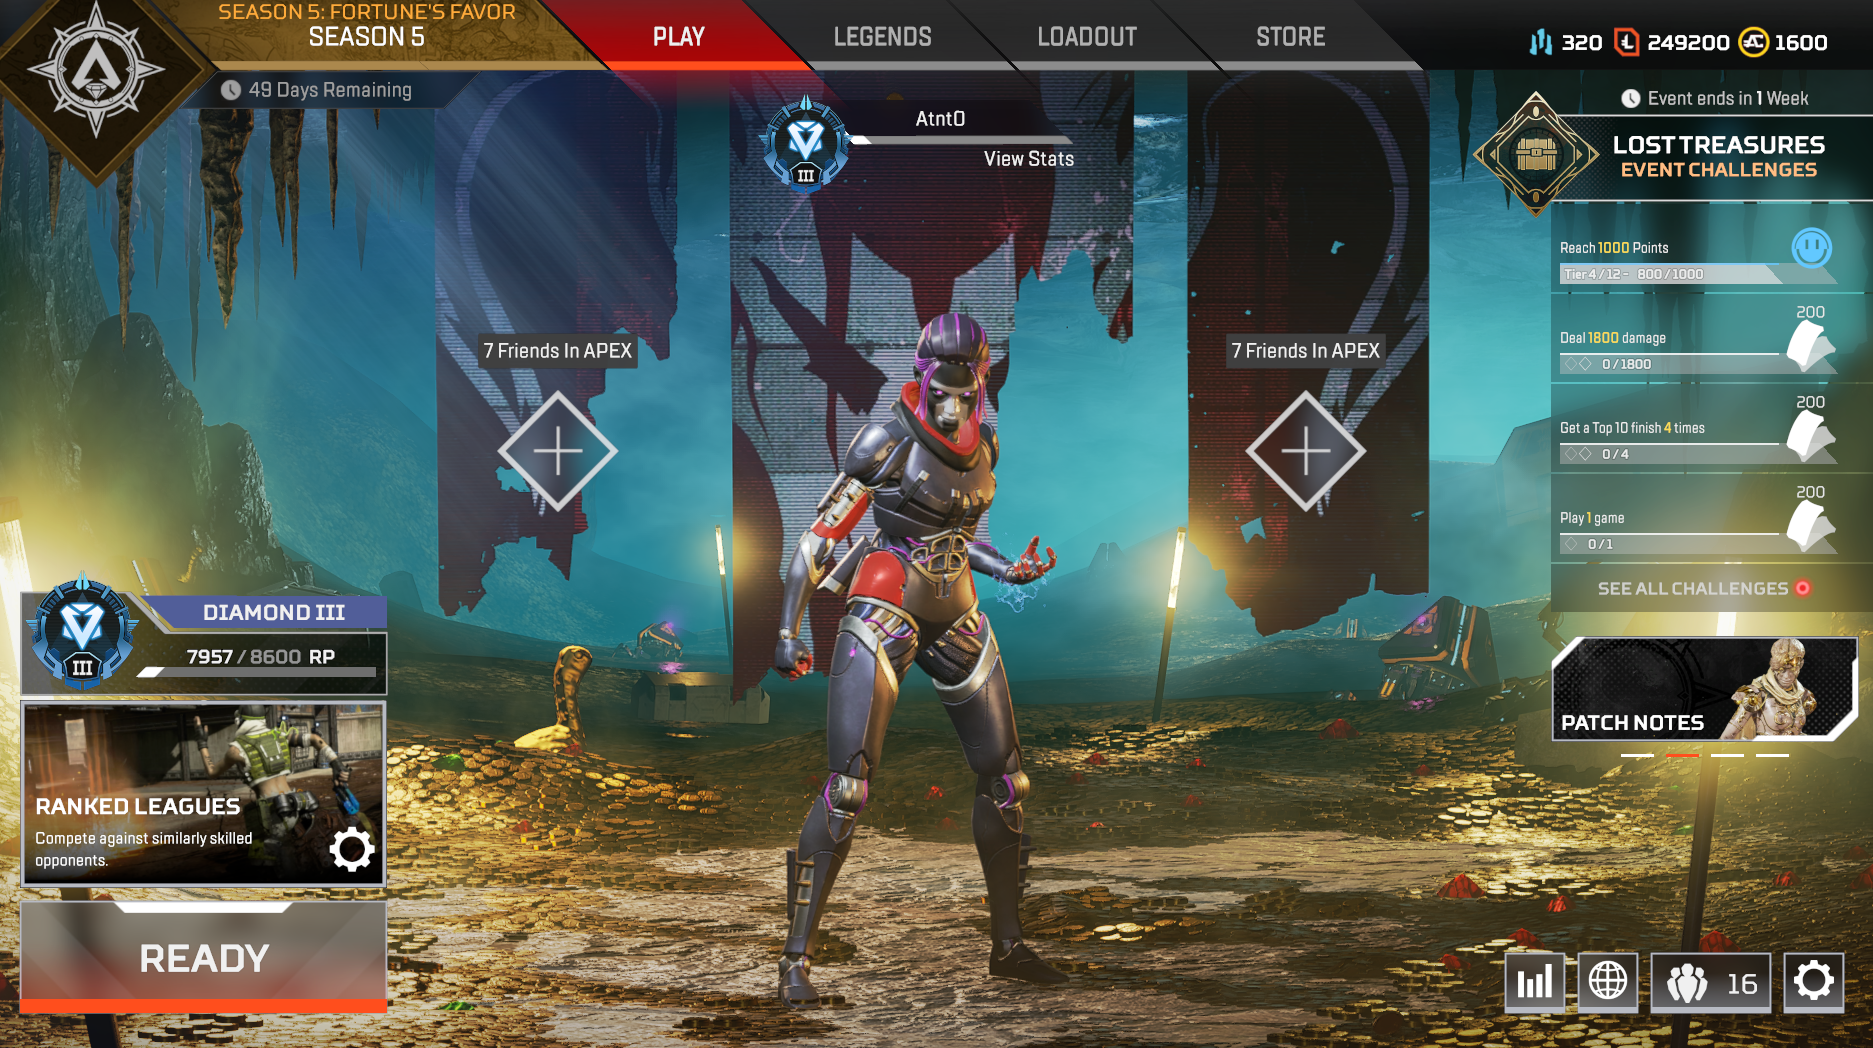 SEASON 5: FORTUNE'S FAVOR
SEASON 5
PLAY
LEGENDS
LOADOUT
STORE
320
249200
1600
49 Days Remaining
Atnt0
View Stats
III
Event ends in 1 Week
LOST TREASURES
EVENT CHALLENGES
Reach 1000 Points
Tier 4/12 - 800/1000
200
Deal 1800 damage
0/1800
200
Get a Top 10 finish 4 times
0/4
200
Play 1 game
0/1
SEE ALL CHALLENGES
7 Friends In APEX
7 Friends In APEX
DIAMOND III
7957 / 8600 RP
III
PATCH NOTES
RANKED LEAGUES
Compete against similarly skilled
opponents.
READY
16